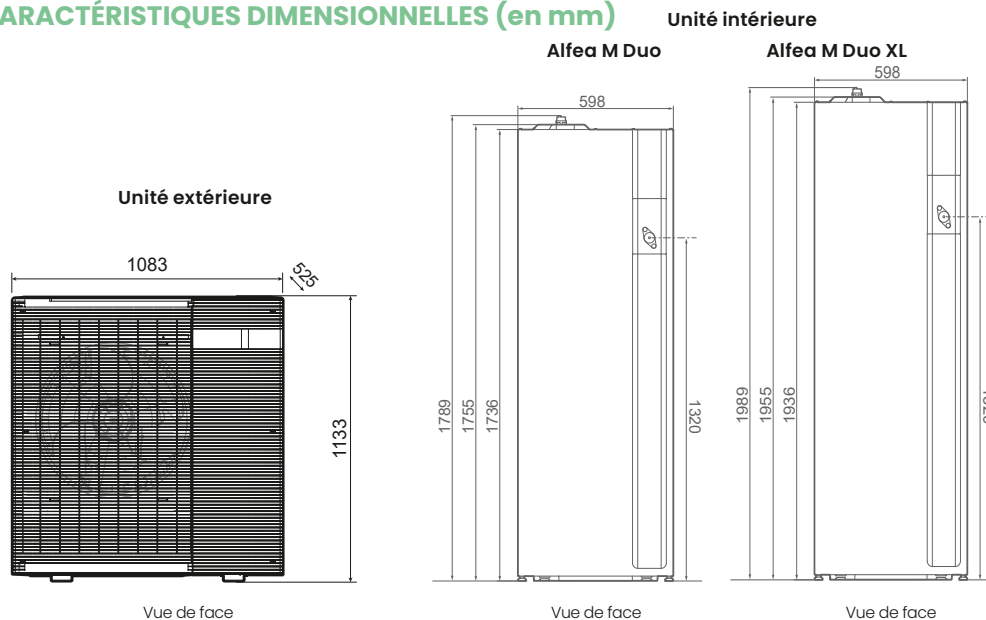 ARACTÉRISTIQUES DIMENSIONNELLES (en mm)
Unité intérieure
Alfea M Duo
Alfea M Duo XL
598
598
Unité extérieure
1083
525
1133
1789
1755
1736
1320
1989
1955
1936
Vue de face
Vue de face
Vue de face